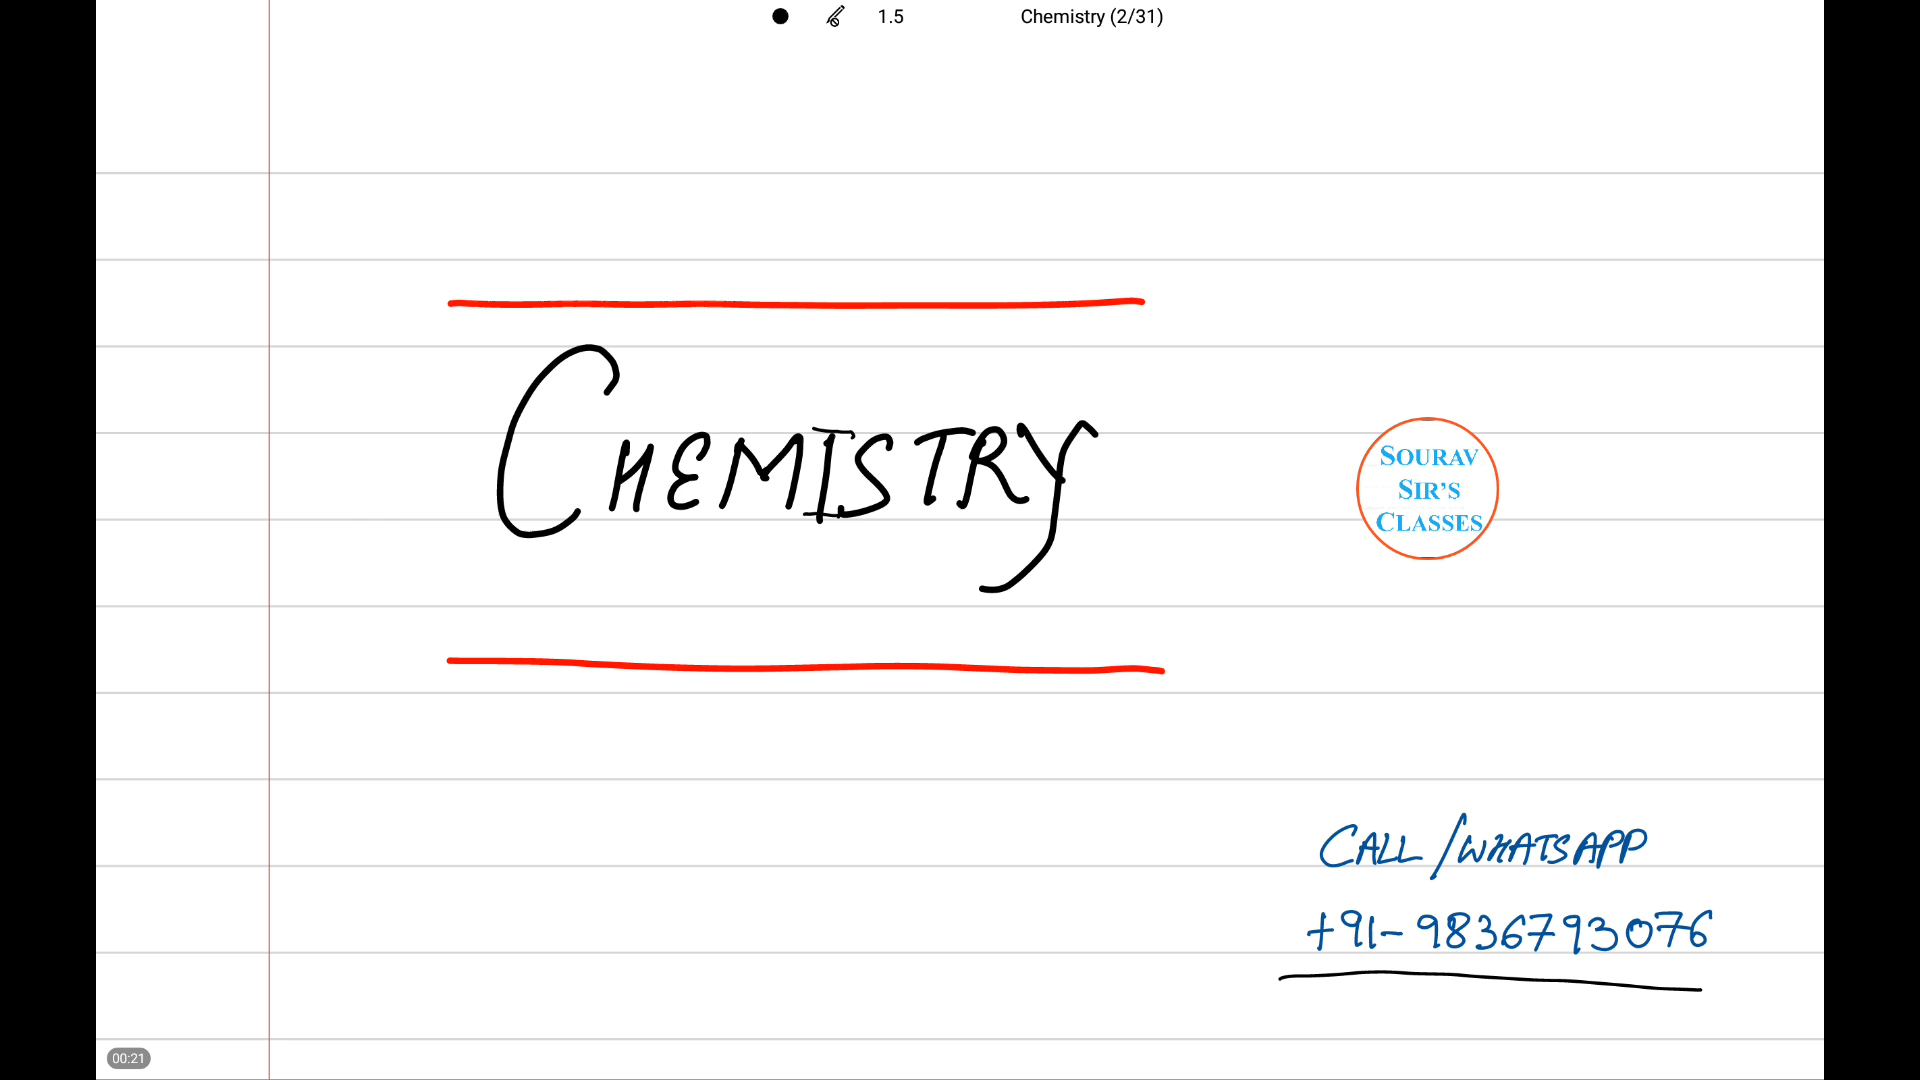 1.5 Chemistry (2/31)
CHEMISTRY
SOURAV
SIR'S
CLASSES
CALL/WHATSAPP
+91-9836793076
00:21